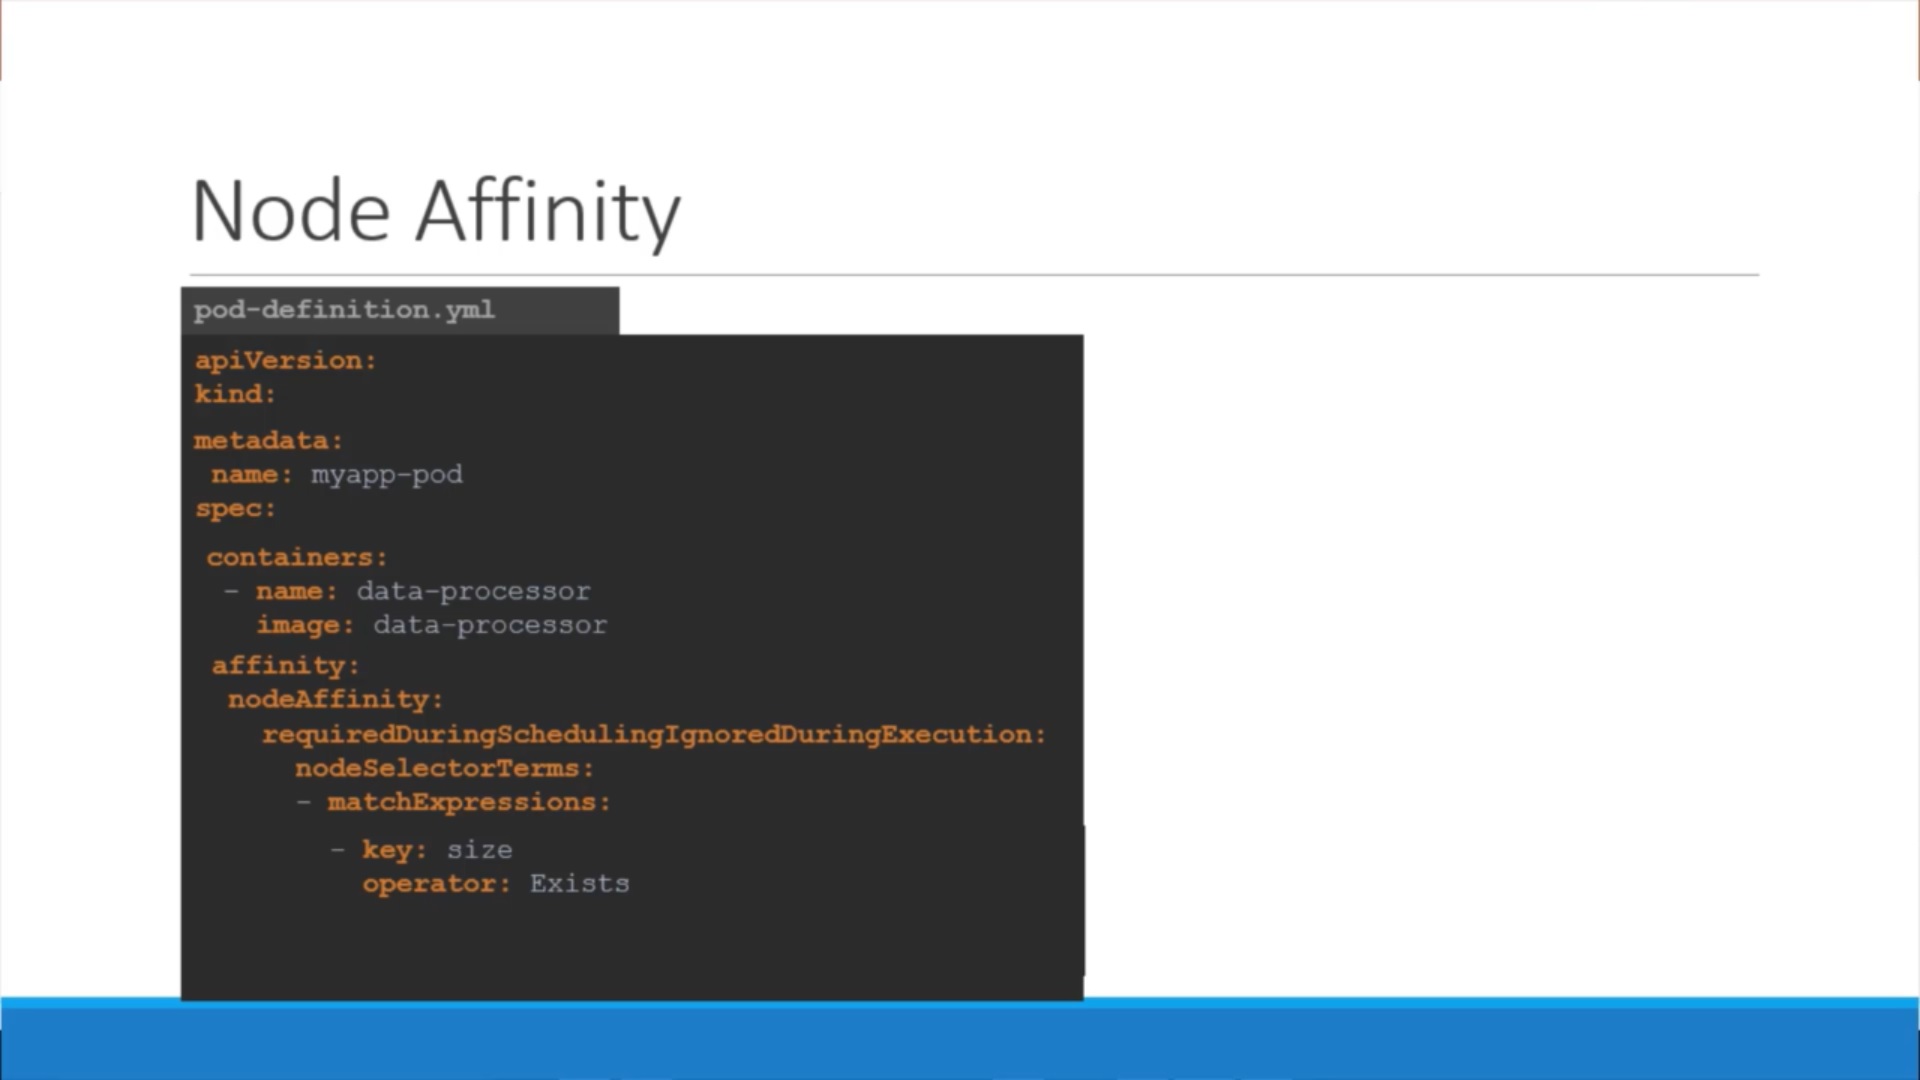 Node Affinity
pod-definition.yml
apiVersion:
kind:
metadata:
name: myapp-pod
spec:
containers:
- name: data-processor
image: data-processor
affinity:
nodeAffinity:
requiredDuringSchedulingIgnoredDuringExecution:
nodeSelectorTerms:
- matchExpressions:
- key: size
operator: Exists